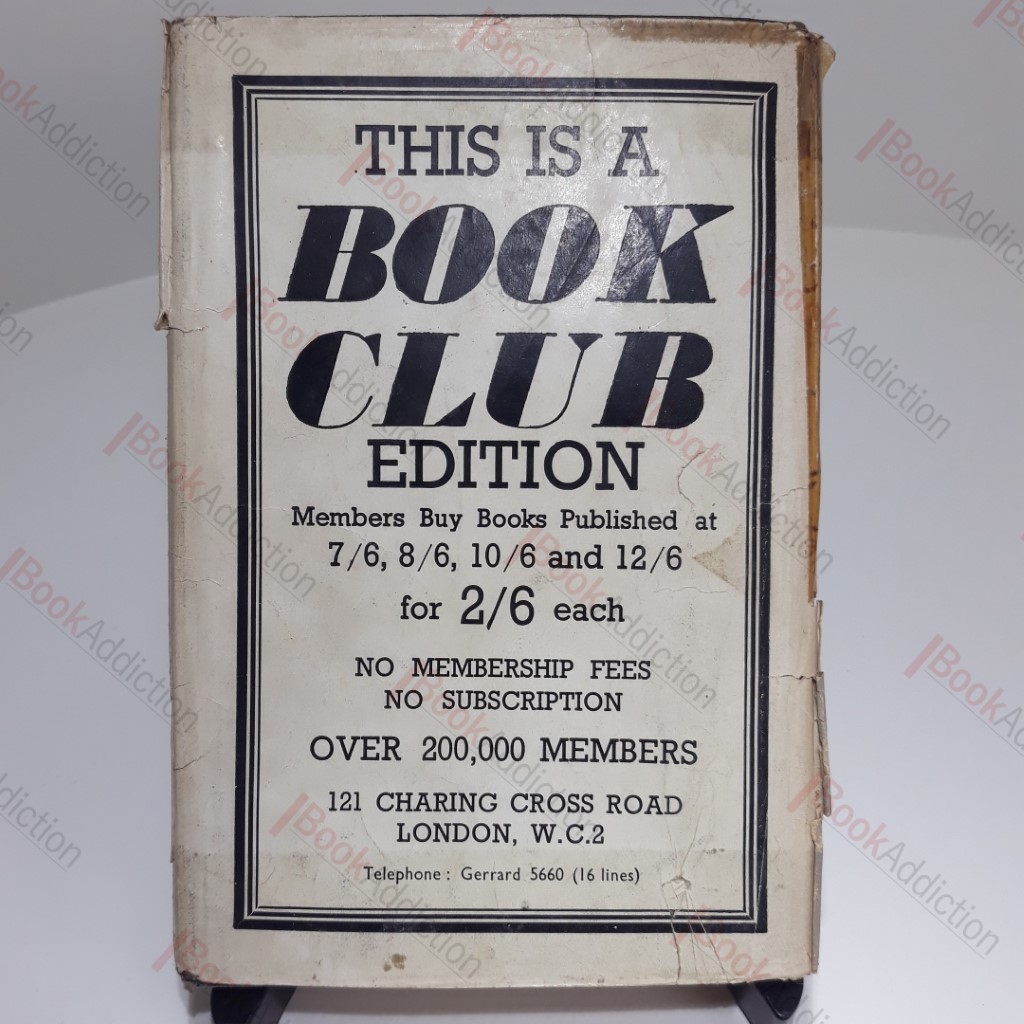 THIS IS A
BOOK
CLUB
EDITION
Members Buy Books Published at
7/6, 8/6, 10/6 and 12/6
for 2/6 each
NO MEMBERSHIP FEES
NO SUBSCRIPTION
OVER 200,000 MEMBERS
121 CHARING CROSS ROAD
LONDON, W.C.2
Telephone : Gerrard 5660 (16 lines)
BookAddiction